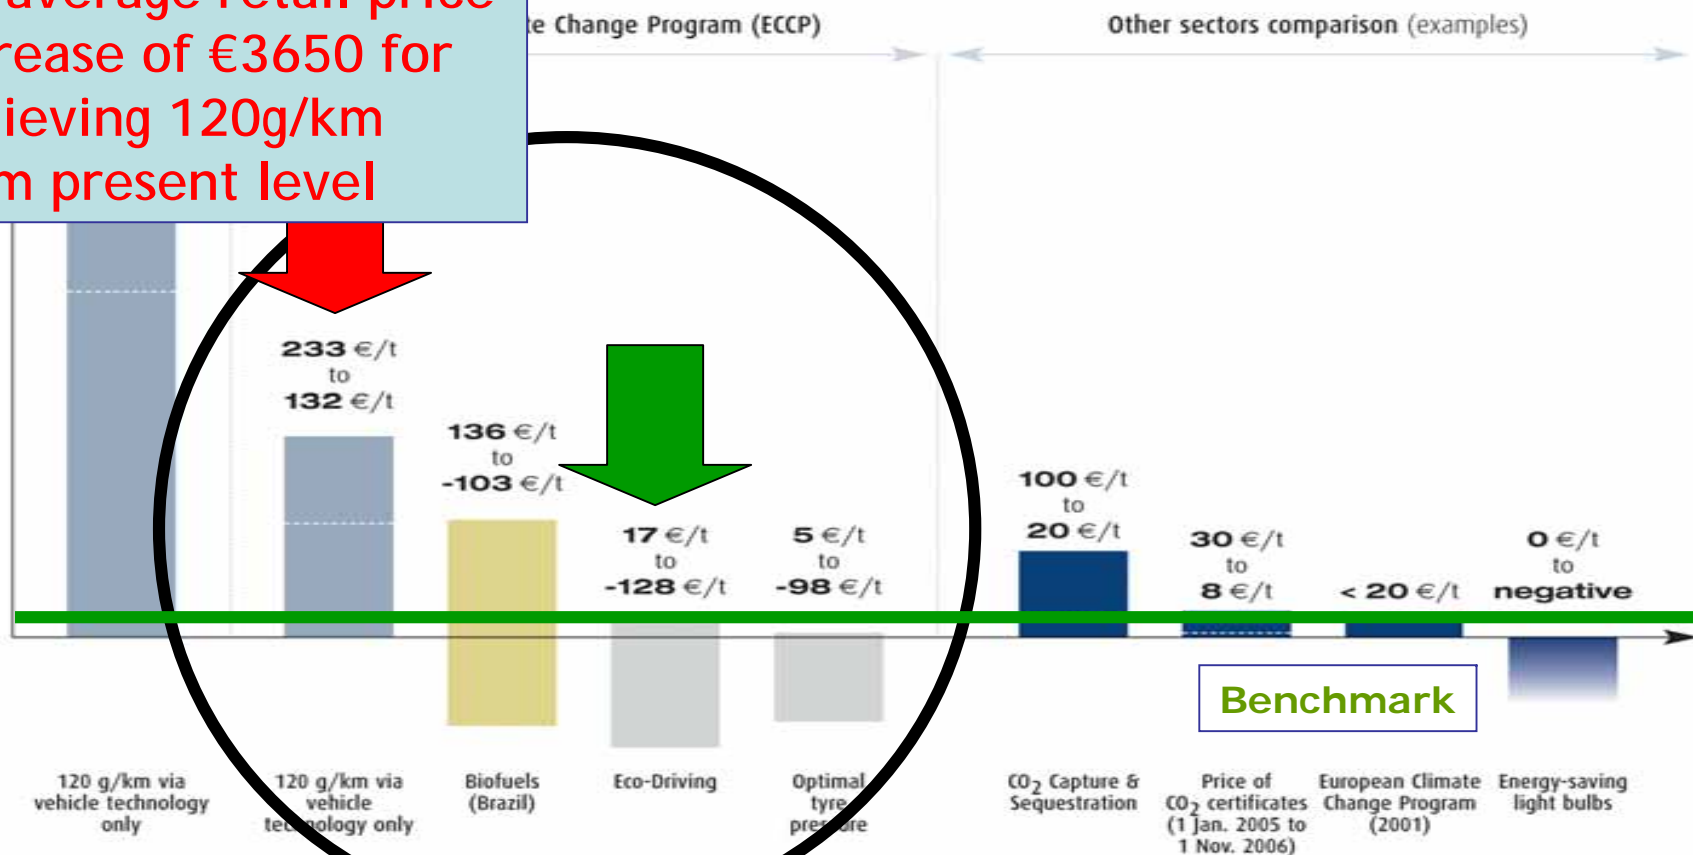 average retail price
rease of €3650 for
ieving 120g/km
m present level
te Change Program (ECCP)
Other sectors comparison (examples)
233 €/t
to
132 €/t
136 €/t
to
-103 €/t
17 €/t
to
-128 €/t
5 €/t
to
-98 €/t
100 €/t
to
20 €/t
30 €/t
to
8 €/t
< 20 €/t
0 €/t
to
negative
Benchmark
120 g/km via
vehicle technology
only
120 g/km via
vehicle
technology only
Biofuels
(Brazil)
Eco-Driving
Optimal
tyre
pressure
CO2 Capture &
Sequestration
Price of
CO2 certificates
(1 Jan. 2005 to
1 Nov. 2006)
European Climate
Change Program
(2001)
Energy-saving
light bulbs